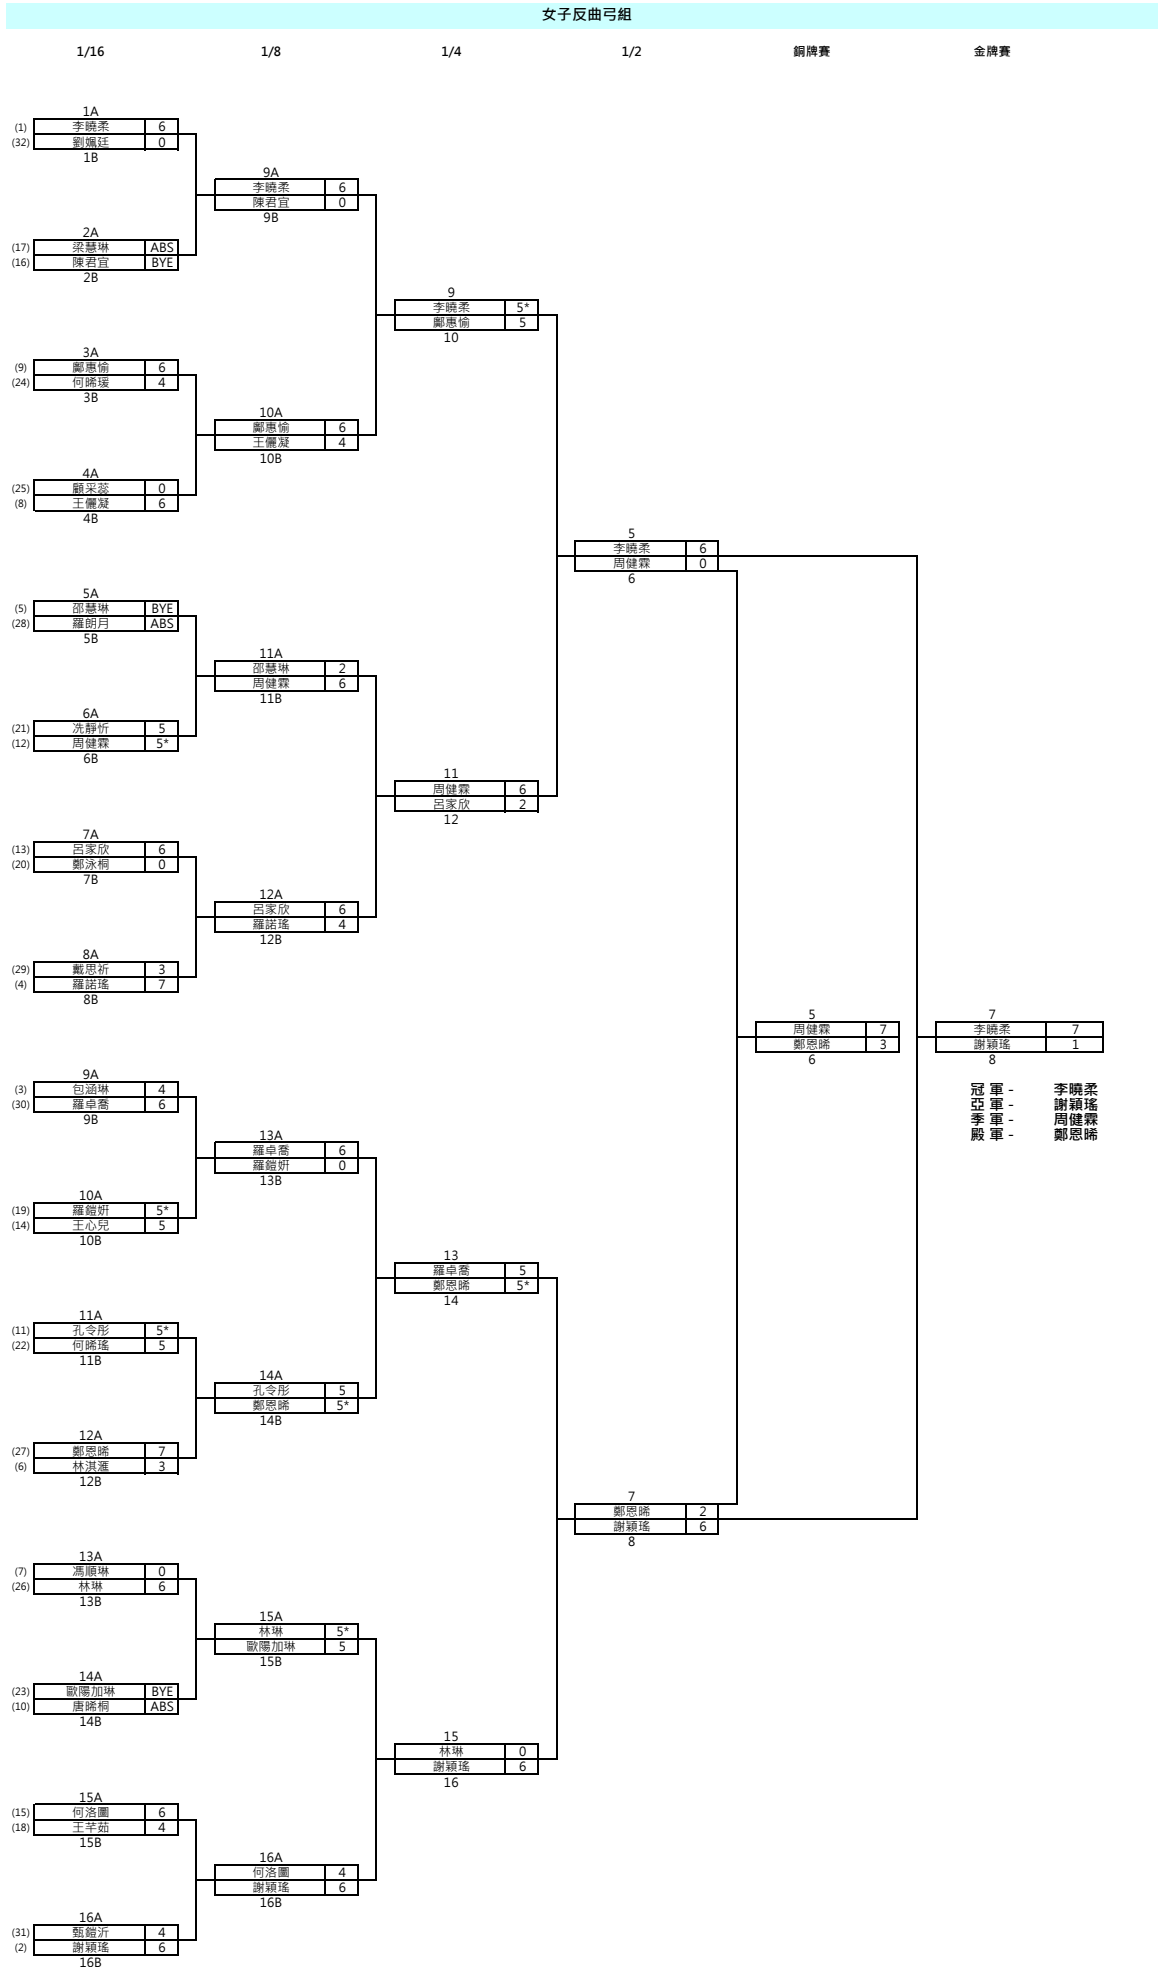 女子反曲弓組
1/16 1/8 1/4 1/2 銅牌賽 金牌賽
1A
(1) 李曉柔 6
(32) 劉姵廷 0
1B
9A
李曉柔 6
陳君宜 0
9B
2A
(17) 梁慧琳 ABS
(16) 陳君宜 BYE
2B
9
李曉柔 5*
鄺惠愉 5
10
3A
(9) 鄺惠愉 6
(24) 何晞瑗 4
3B
10A
鄺惠愉 6
王儷凝 4
10B
4A
(25) 顧采蕊 0
(8) 王儷凝 6
4B
5
李曉柔 6
周健霖 0
6
5A
(5) 邵慧琳 BYE
(28) 羅朗月 ABS
5B
11A
邵慧琳 2
周健霖 6
11B
6A
(21) 冼靜忻 5
(12) 周健霖 5*
6B
11
周健霖 6
呂家欣 2
12
7A
(13) 呂家欣 6
(20) 鄭泳桐 0
7B
12A
呂家欣 6
羅諾瑤 4
12B
8A
(29) 戴思祈 3
(4) 羅諾瑤 7
8B
5 7
周健霖 7 李曉柔 7
鄭恩晞 3 謝穎瑤 1
6 8
冠 軍 - 李曉柔
亞 軍 - 謝穎瑤
季 軍 - 周健霖
殿 軍 - 鄭恩晞
9A
(3) 包涵琳 4
(30) 羅卓喬 6
9B
13A
羅卓喬 6
羅鎧妍 0
13B
10A
(19) 羅鎧妍 5*
(14) 王心兒 5
10B
13
羅卓喬 5
鄭恩晞 5*
14
11A
(11) 孔令彤 5*
(22) 何晞瑤 5
11B
14A
孔令彤 5
鄭恩晞 5*
14B
12A
(27) 鄭恩晞 7
(6) 林淇滙 3
12B
7
鄭恩晞 2
謝穎瑤 6
8
13A
(7) 馮順琳 0
(26) 林琳 6
13B
15A
林琳 5*
歐陽加琳 5
15B
14A
(23) 歐陽加琳 BYE
(10) 唐晞桐 ABS
14B
15
林琳 0
謝穎瑤 6
16
15A
(15) 何洛圖 6
(18) 王芊茹 4
15B
16A
何洛圖 4
謝穎瑤 6
16B
16A
(31) 甄鎧沂 4
(2) 謝穎瑤 6
16B